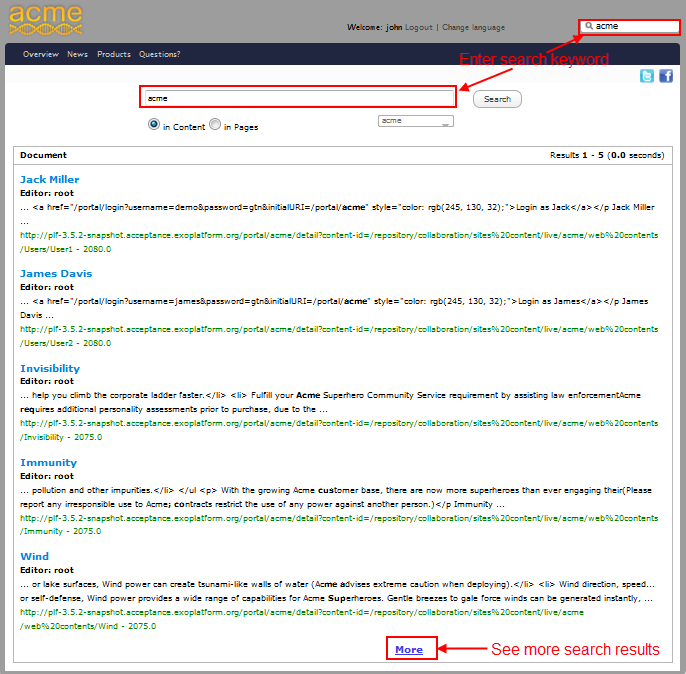 acme
Welcome: john Logout | Change language
acme
Overview News Products Questions?
Enter search keyword
acme
Search
in Content in Pages
acme
Document Results 1 - 5 (0.0 seconds)
Jack Miller
Editor: root
... <a href="/portal/login?username=demo&password=gtn&initialURI=/portal/acme" style="color: rgb(245, 130, 32);">Login as Jack</a></p Jack Miller
...
http://plf-3.5.2-snapshot.acceptance.exoplatform.org/portal/acme/detail?content-id=/repository/collaboration/sites%20content/live/acme/web%20contents
/Users/User1 - 2080.0
James Davis
Editor: root
... <a href="/portal/login?username=james&password=gtn&initialURI=/portal/acme" style="color: rgb(245, 130, 32);">Login as James</a></p James
Davis ...
http://plf-3.5.2-snapshot.acceptance.exoplatform.org/portal/acme/detail?content-id=/repository/collaboration/sites%20content/live/acme/web%20contents
/Users/User2 - 2080.0
Invisibility
Editor: root
... help you climb the corporate ladder faster.</li> <li> Fulfill your Acme Superhero Community Service requirement by assisting law enforcementAcme
requires additional personality assessments prior to purchase, due to the ...
http://plf-3.5.2-snapshot.acceptance.exoplatform.org/portal/acme/detail?content-id=/repository/collaboration/sites%20content/live/acme/web%20contents
/Invisibility - 2075.0
Immunity
Editor: root
... pollution and other impurities.</li> </ul <p> With the growing Acme customer base, there are now more superheroes than ever engaging their(Please
report any irresponsible use to Acme; contracts restrict the use of any power against another person.)</p Immunity ...
http://plf-3.5.2-snapshot.acceptance.exoplatform.org/portal/acme/detail?content-id=/repository/collaboration/sites%20content/live/acme/web%20contents
/Immunity - 2075.0
Wind
Editor: root
... or lake surfaces, Wind power can create tsunami-like walls of water (Acme advises extreme caution when deploying).</li> <li> Wind direction, speed...
or self-defense, Wind power provides a wide range of capabilities for Acme Superheroes. Gentle breezes to gale force winds can be generated instantly, ...
http://plf-3.5.2-snapshot.acceptance.exoplatform.org/portal/acme/detail?content-id=/repository/collaboration/sites%20content/live/acme
/web%20contents/Wind - 2075.0
More
See more search results